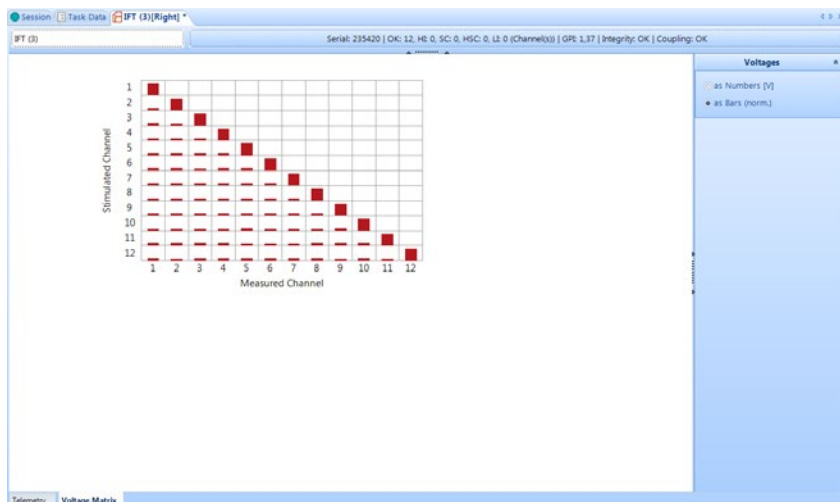 Session Task Data IFT (3)[Right] *
IFT (3) Serial: 235420 | OK: 12, HI: 0, SC: 0, HSC: 0, LI: 0 (Channel(s)) | GPI: 1,37 | Integrity: OK | Coupling: OK
Voltages
as Numbers [V]
as Bars (norm.)
Stimulated Channel
1
2
3
4
5
6
7
8
9
10
11
12
1 2 3 4 5 6 7 8 9 10 11 12
Measured Channel
Telemetry Voltage Matrix